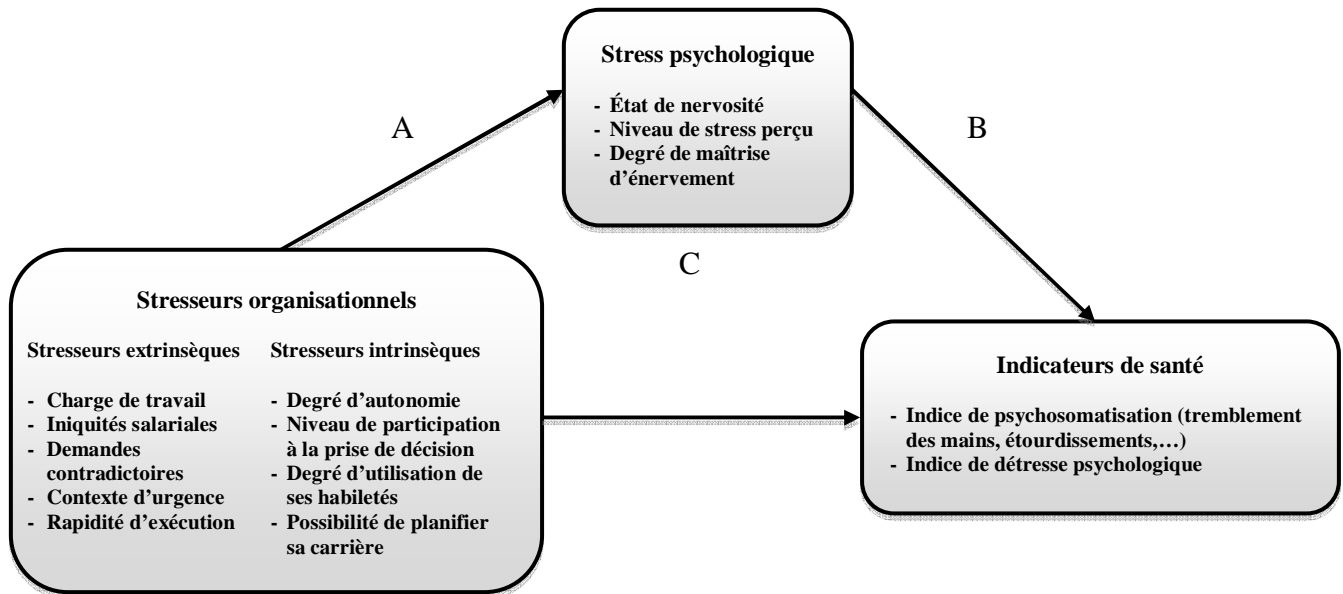 Stress psychologique
- État de nervosité
- Niveau de stress perçu
- Degré de maîtrise
d’énervement
A
B
C
Stresseurs organisationnels
Stresseurs extrinsèques
- Charge de travail
- Iniquités salariales
- Demandes
contradictoires
- Contexte d’urgence
- Rapidité d’exécution
Stresseurs intrinsèques
- Degré d’autonomie
- Niveau de participation
à la prise de décision
- Degré d’utilisation de
ses habiletés
- Possibilité de planifier
sa carrière
Indicateurs de santé
- Indice de psychosomatisation (tremblement
des mains, étourdissements,…)
- Indice de détresse psychologique